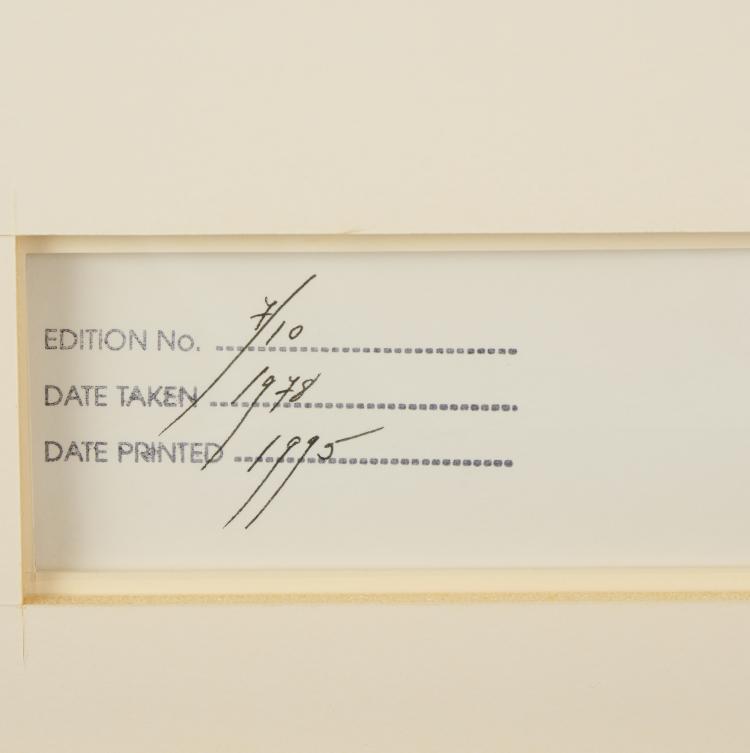 EDITION No. 7/10
DATE TAKEN 1978
DATE PRINTED 1995